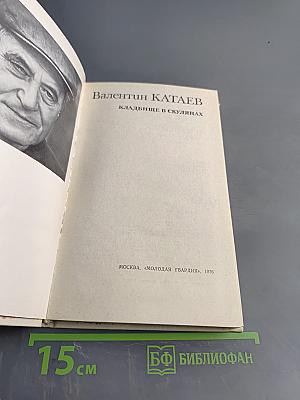 Валентин КАТАЕВ
КЛАДБИЩЕ В СКУЛЯНАХ
МОСКВА, «МОЛОДАЯ ГВАРДИЯ», 1976
15 см
БФ БИБЛИОФАН